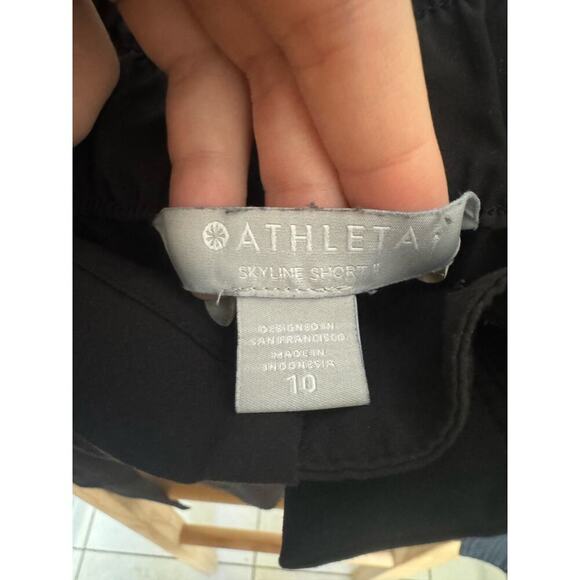 ATHLETA
SKYLINE SHORT II
DESIGNED IN
SAN FRANCISCO
MADE IN
INDONESIA
10